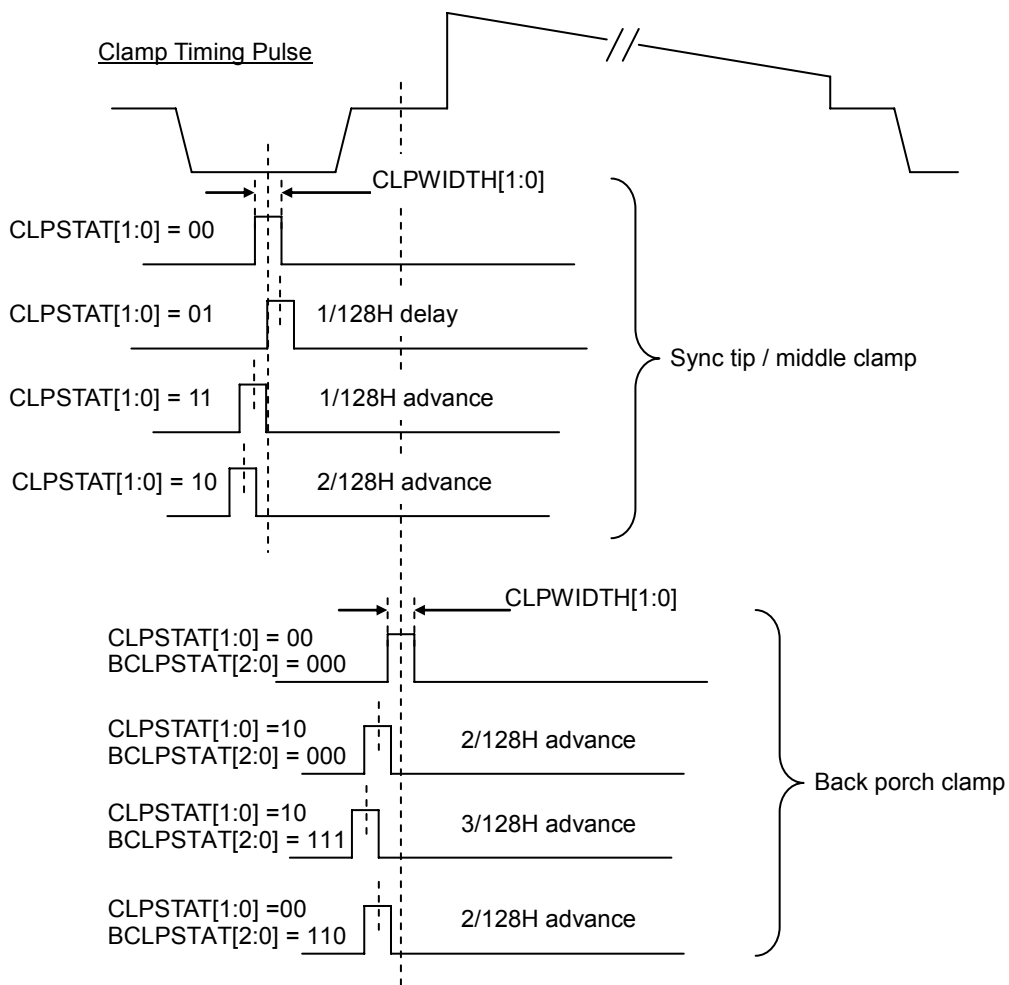 Clamp Timing Pulse
CLPWIDTH[1:0]
CLPSTAT[1:0] = 00
CLPSTAT[1:0] = 01
1/128H delay
Sync tip / middle clamp
CLPSTAT[1:0] = 11
1/128H advance
CLPSTAT[1:0] = 10
2/128H advance
CLPWIDTH[1:0]
CLPSTAT[1:0] = 00
BCLPSTAT[2:0] = 000
CLPSTAT[1:0] =10
BCLPSTAT[2:0] = 000
2/128H advance
Back porch clamp
CLPSTAT[1:0] =10
BCLPSTAT[2:0] = 111
3/128H advance
CLPSTAT[1:0] =00
BCLPSTAT[2:0] = 110
2/128H advance